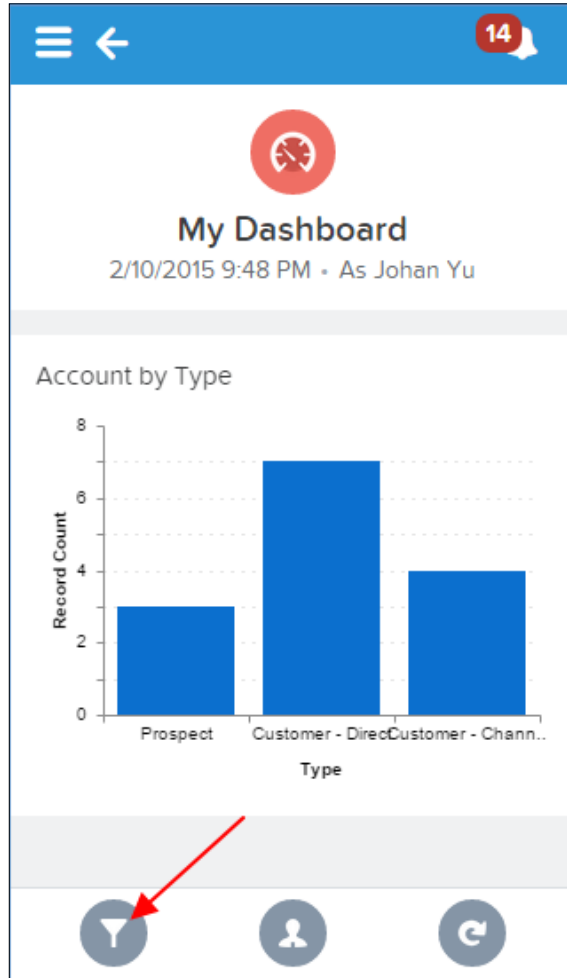 14
My Dashboard
2/10/2015 9:48 PM • As Johan Yu
Account by Type
8
6
4
2
0
Record Count
Prospect
Customer - Direct
Customer - Chann..
Type